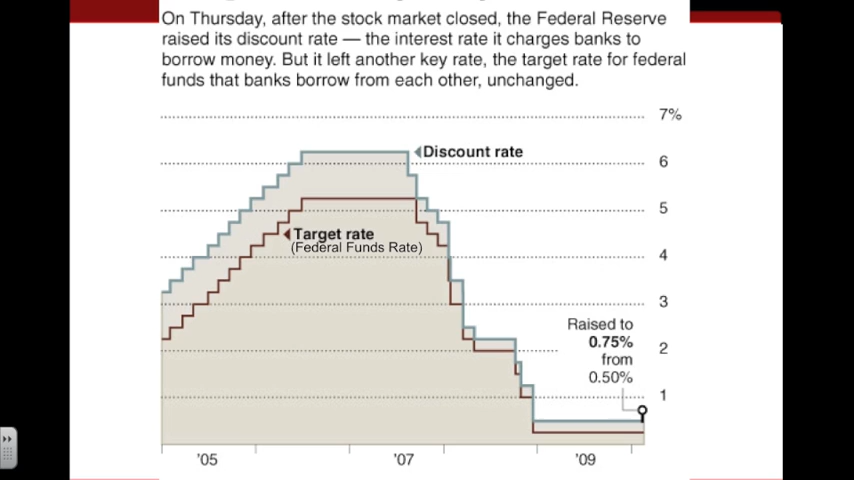 On Thursday, after the stock market closed, the Federal Reserve
raised its discount rate — the interest rate it charges banks to
borrow money. But it left another key rate, the target rate for federal
funds that banks borrow from each other, unchanged.
7%
Discount rate
6
5
Target rate
(Federal Funds Rate)
4
3
Raised to
0.75%
from
0.50%
2
1
'05
'07
'09